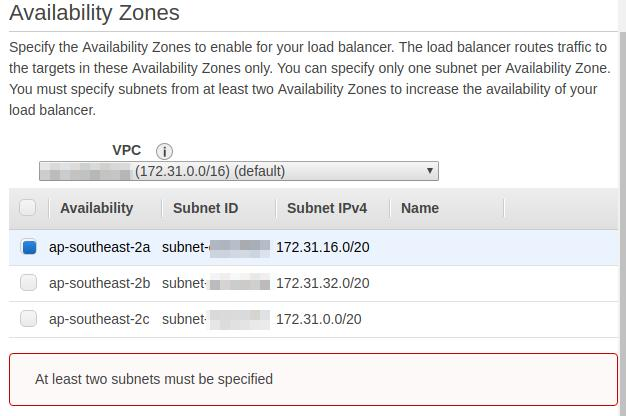 Availability Zones
Specify the Availability Zones to enable for your load balancer. The load balancer routes traffic to
the targets in these Availability Zones only. You can specify only one subnet per Availability Zone.
You must specify subnets from at least two Availability Zones to increase the availability of your
load balancer.
VPC i
(172.31.0.0/16) (default)
Availability Subnet ID Subnet IPv4 Name
ap-southeast-2a subnet- 172.31.16.0/20
ap-southeast-2b subnet- 172.31.32.0/20
ap-southeast-2c subnet- 172.31.0.0/20
At least two subnets must be specified